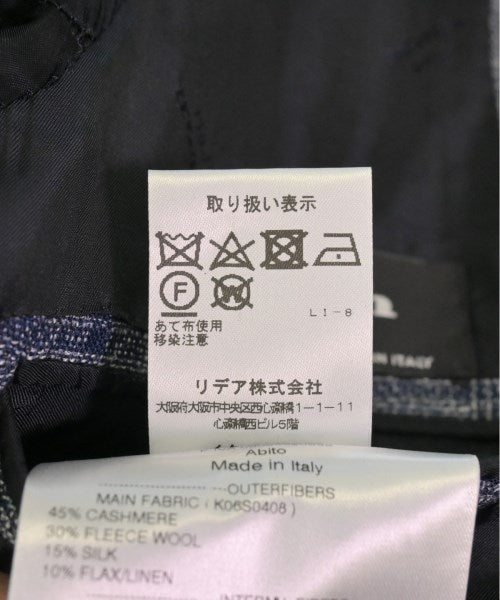 取り扱い表示
F
W
L1-8
あて布使用
移染注意
リデア株式会社
大阪府大阪市中央区西心斎橋1-1-11
心斎橋西ビル5階
ITALY
Abito
Made in Italy
OUTERFIBERS
MAIN FABRIC ( K06S0408 )
45% CASHMERE
30% FLEECE WOOL
15% SILK
10% FLAX/LINEN